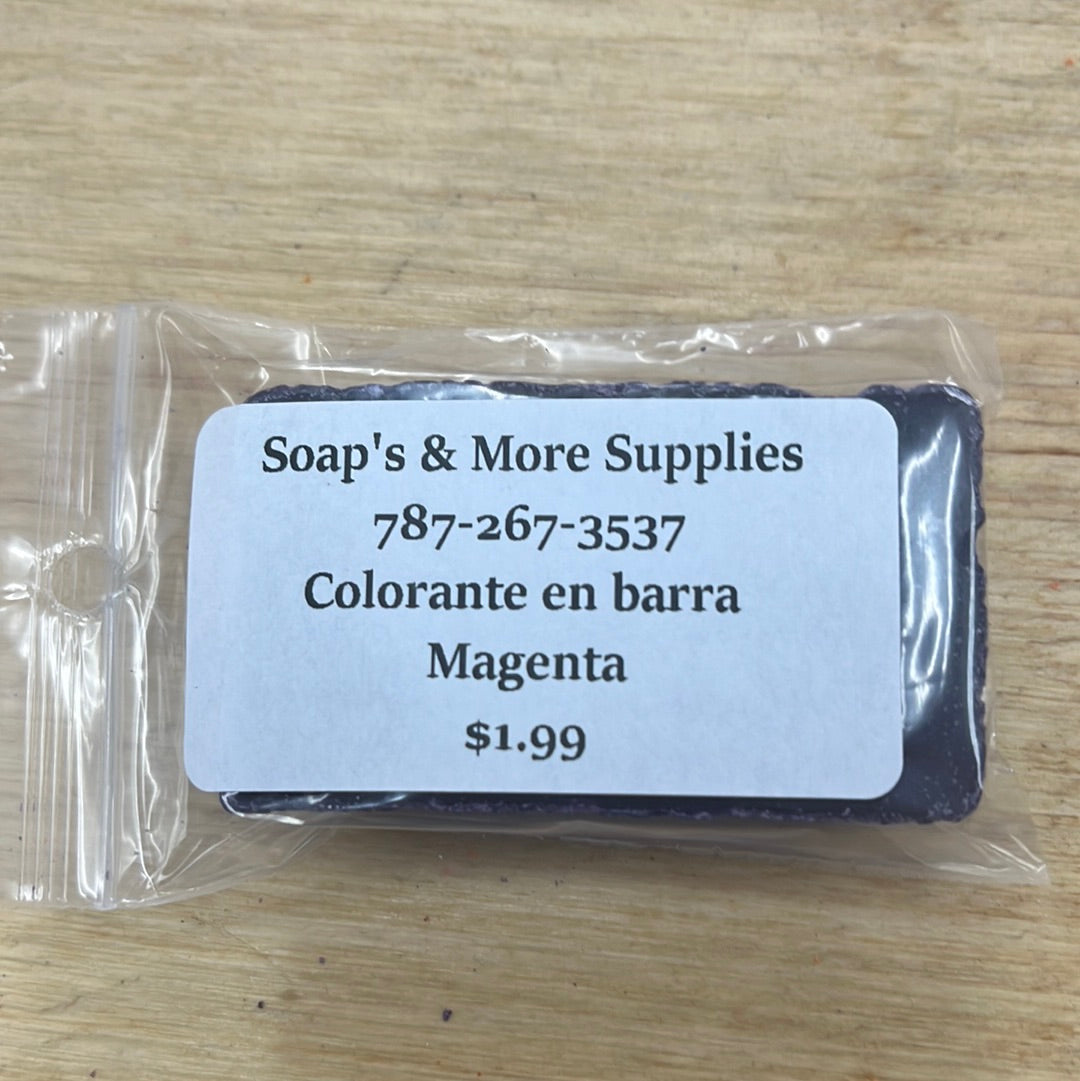 Soap's & More Supplies
787-267-3537
Colorante en barra
Magenta
$1.99